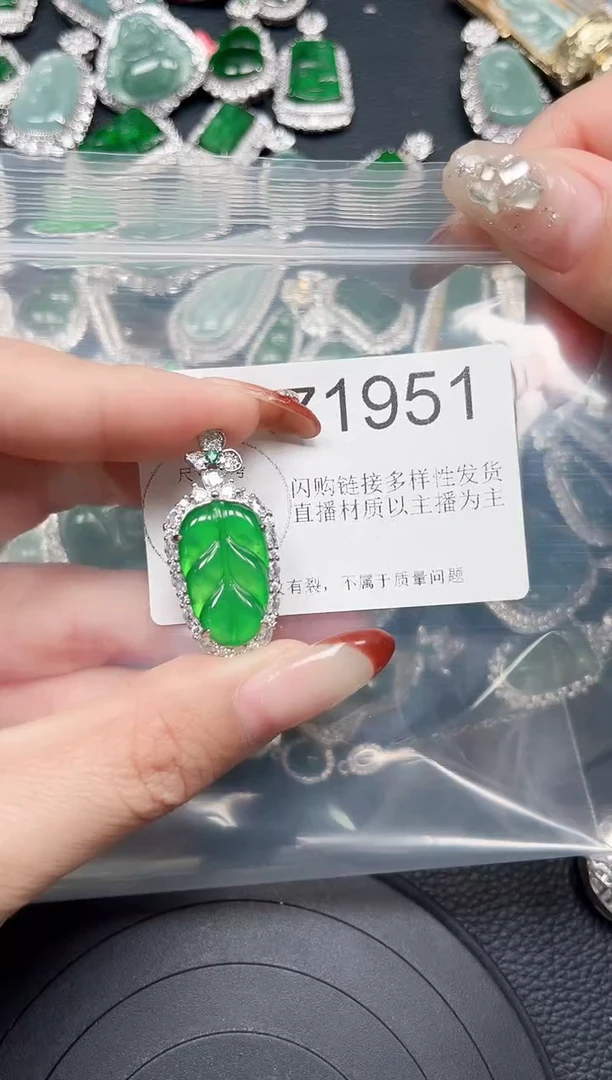 71951
闪购链接多样性发货
直播材质以主播为主
有裂，不属于质量问题